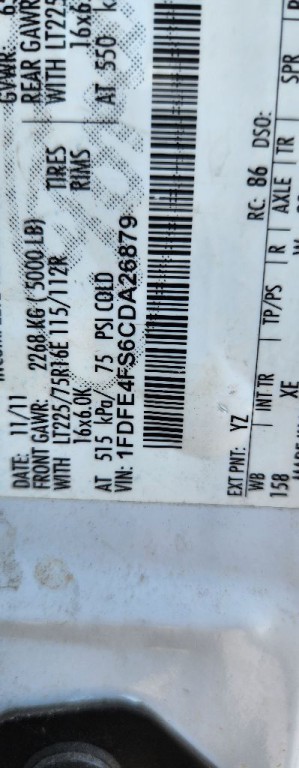 DATE: 11/11 GVWR:
FRONT GAWR: 2268 KG ( 5000 LB) REAR GAWR
WITH LT225/75R16E 115/112R TIRES WITH LT225
16x6.0K RIMS 16x6
AT 515 kPa/ 75 PSI COLD AT 550 k
VIN: 1FDFE4FS6CDA26879
EXT PNT: YZ RC: 86 DSO:
WB | INT TR | TP/PS | R | AXLE | TR | SPR
158 XE